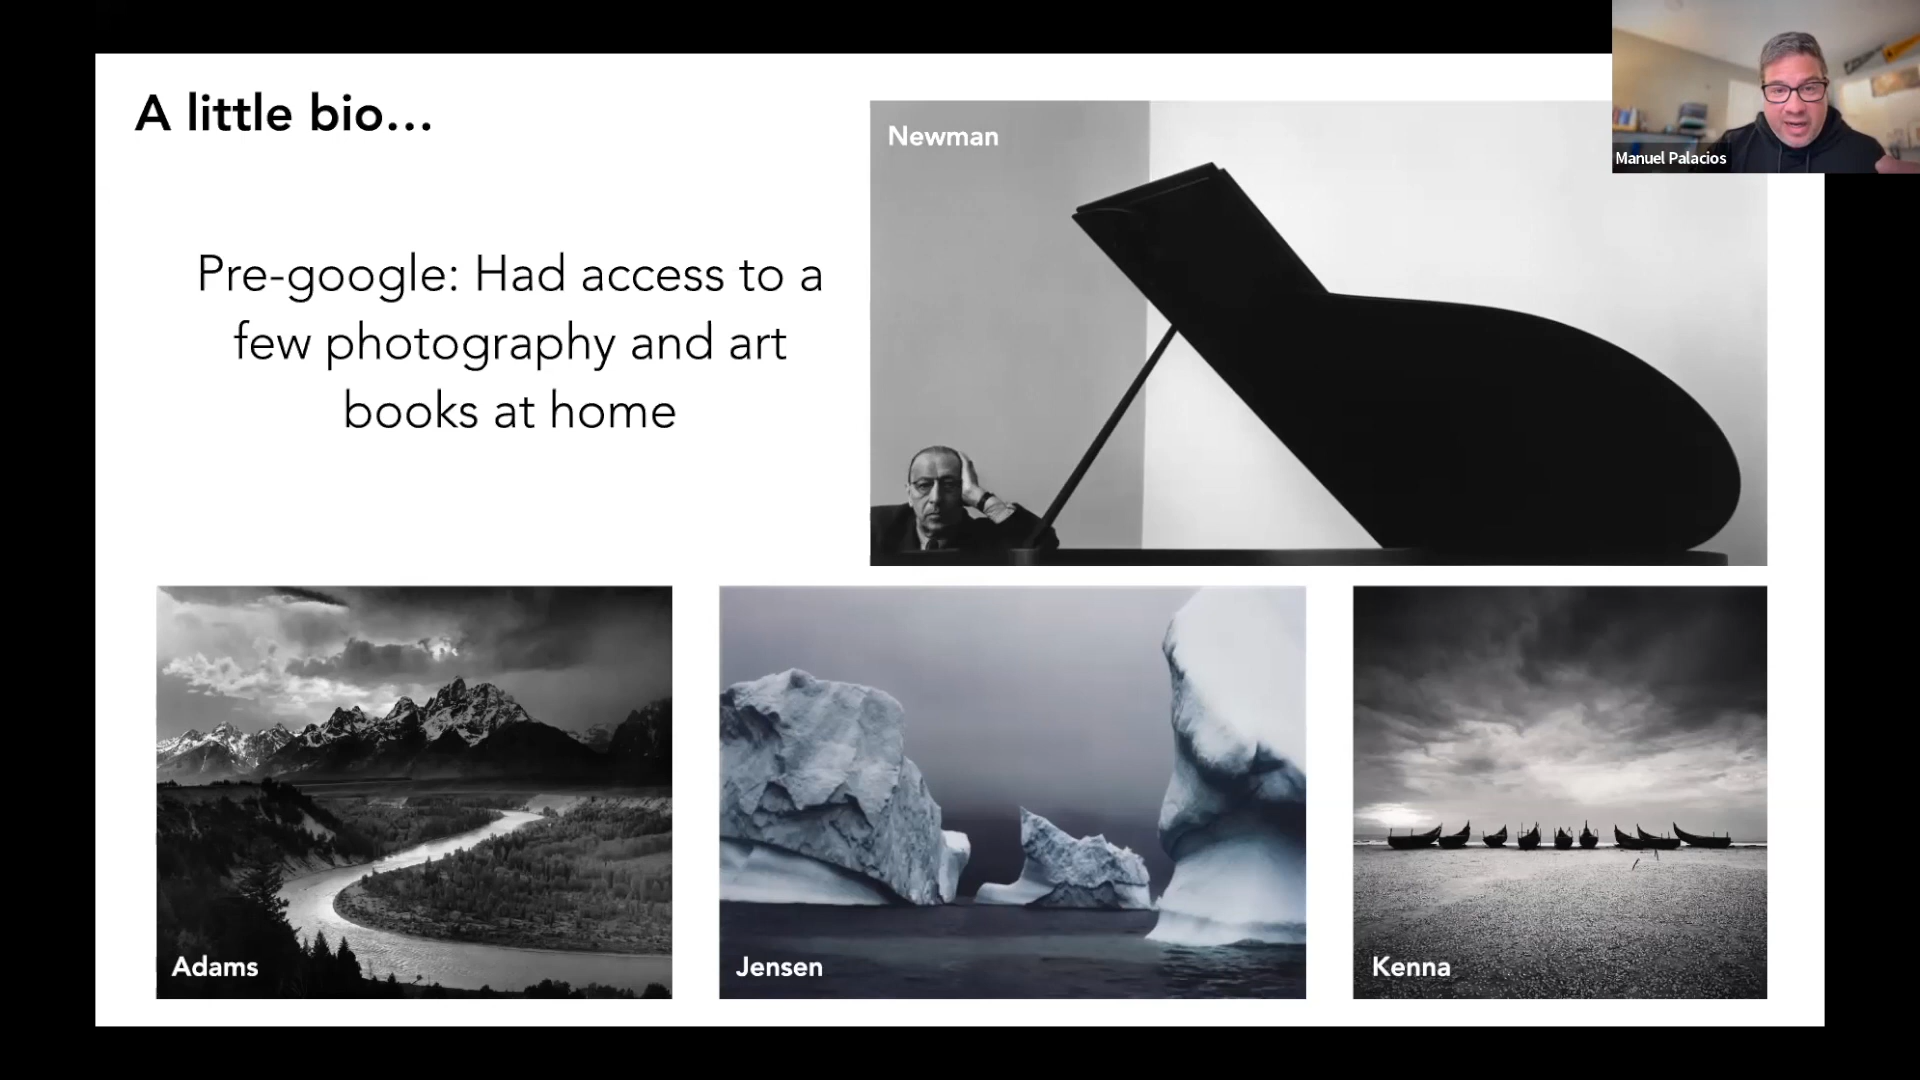 A little bio...
Newman
Manuel Palacios
Pre-google: Had access to a
few photography and art
books at home
Adams
Jensen
Kenna